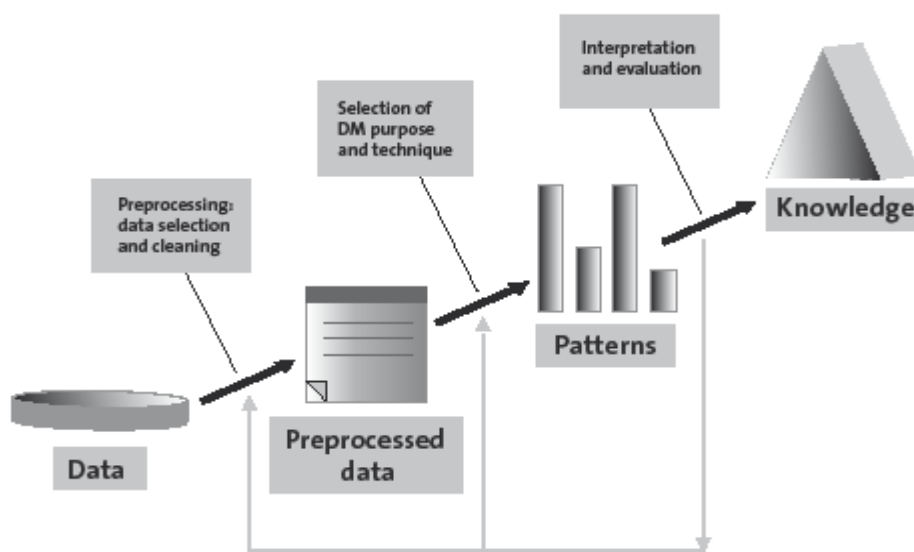 Interpretation
and evaluation
Selection of
DM purpose
and technique
Preprocessing:
data selection
and cleaning
Knowledge
Patterns
Preprocessed
data
Data